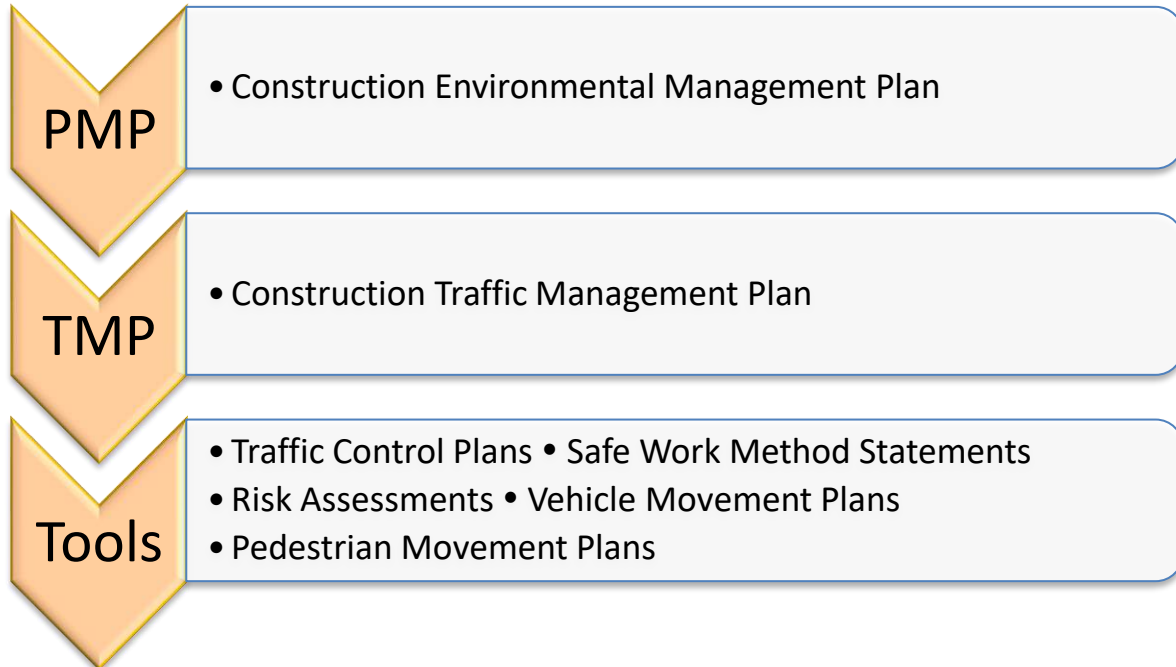 PMP
• Construction Environmental Management Plan
TMP
• Construction Traffic Management Plan
Tools
• Traffic Control Plans • Safe Work Method Statements
• Risk Assessments • Vehicle Movement Plans
• Pedestrian Movement Plans